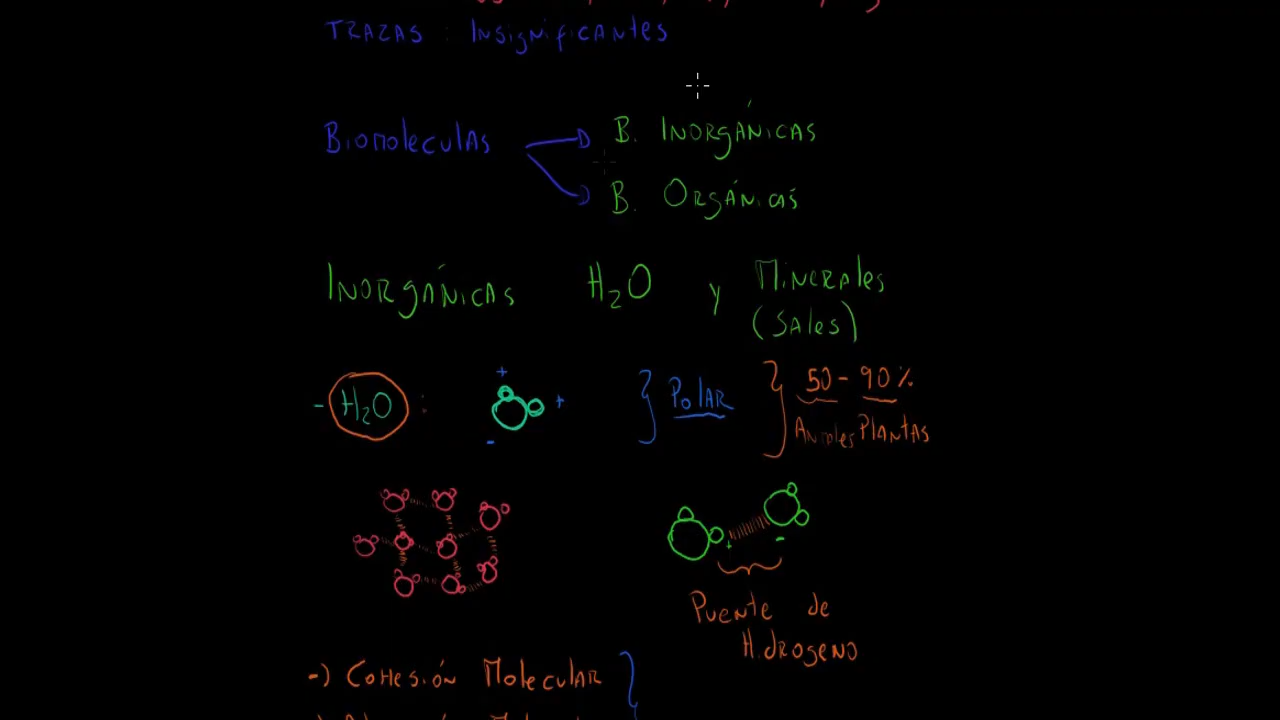 TRAZAS : Insignificantes
Biomoleculas
B. INORGÁNICAS
B. ORGÁNICAS
INORGÁNICAS H2O y Minerales
(Sales)
- H2O :
+
+
-
Polar
50 - 90 %
Plantas
+
-
Puente de
Hidrogeno
-) Cohesión Molecular